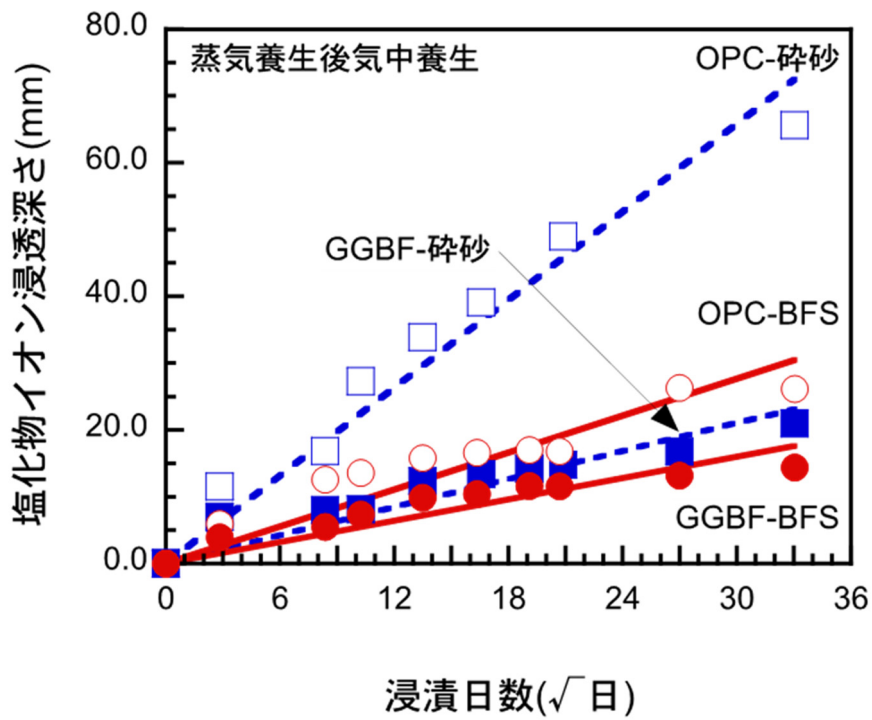 80.0
蒸気養生後気中養生
OPC-砕砂
60.0
GGBF-砕砂
40.0
OPC-BFS
20.0
GGBF-BFS
0.0
0 6 12 18 24 30 36
塩化物イオン浸透深さ(mm)
浸漬日数(√日)